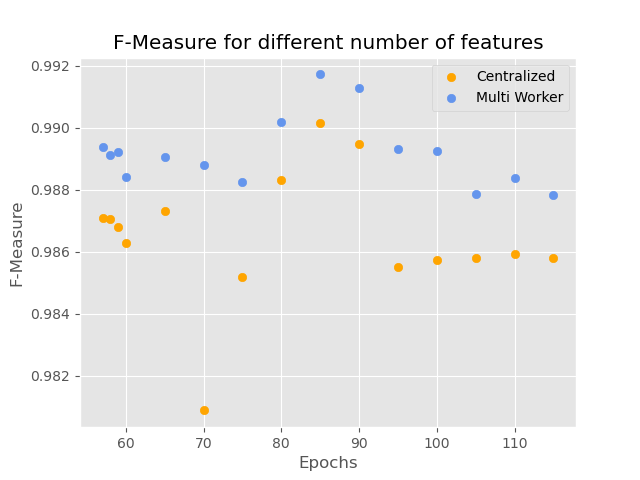 F-Measure for different number of features
Centralized
Multi Worker
0.992
0.990
0.988
0.986
0.984
0.982
F-Measure
60 70 80 90 100 110
Epochs